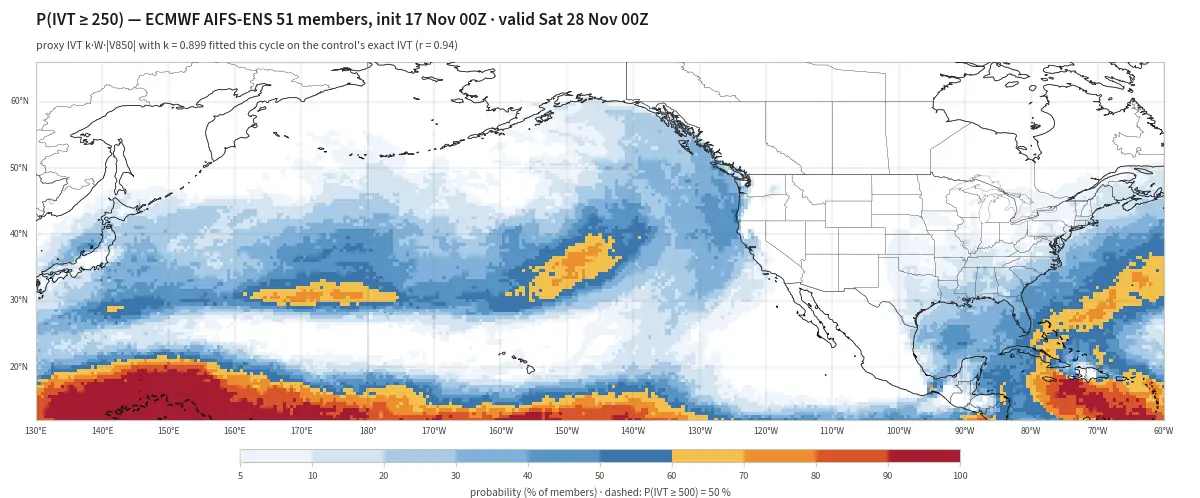 P(IVT ≥ 250) — ECMWF AIFS-ENS 51 members, init 17 Nov 00Z · valid Sat 28 Nov 00Z
proxy IVT k·W·|V850| with k = 0.899 fitted this cycle on the control's exact IVT (r = 0.94)
60°N
50°N
40°N
30°N
20°N
130°E 140°E 150°E 160°E 170°E 180° 170°W 160°W 150°W 140°W 130°W 120°W 110°W 100°W 90°W 80°W 70°W 60°W
5 10 20 30 40 50 60 70 80 90 100
probability (% of members) · dashed: P(IVT ≥ 500) = 50 %